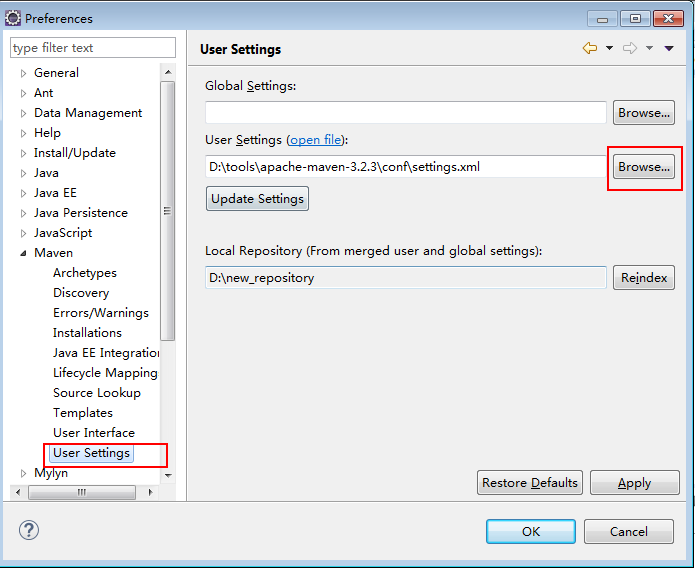 Preferences
type filter text
General
Ant
Data Management
Help
Install/Update
Java
Java EE
Java Persistence
JavaScript
Maven
Archetypes
Discovery
Errors/Warnings
Installations
Java EE Integration
Lifecycle Mapping
Source Lookup
Templates
User Interface
User Settings
Mylyn
User Settings
Global Settings:
Browse...
User Settings (open file):
D:\tools\apache-maven-3.2.3\conf\settings.xml
Browse...
Update Settings
Local Repository (From merged user and global settings):
D:\new_repository
Reindex
Restore Defaults
Apply
?
OK
Cancel